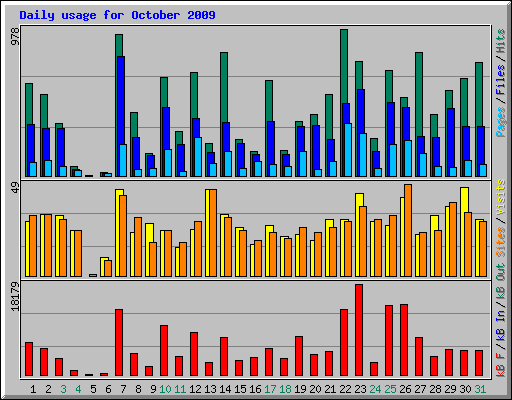 Daily usage for October 2009
978
Pages / Files / Hits
49
Sites / Visits
18179
kB F / kB In / kB Out
1 2 3 4 5 6 7 8 9 10 11 12 13 14 15 16 17 18 19 20 21 22 23 24 25 26 27 28 29 30 31